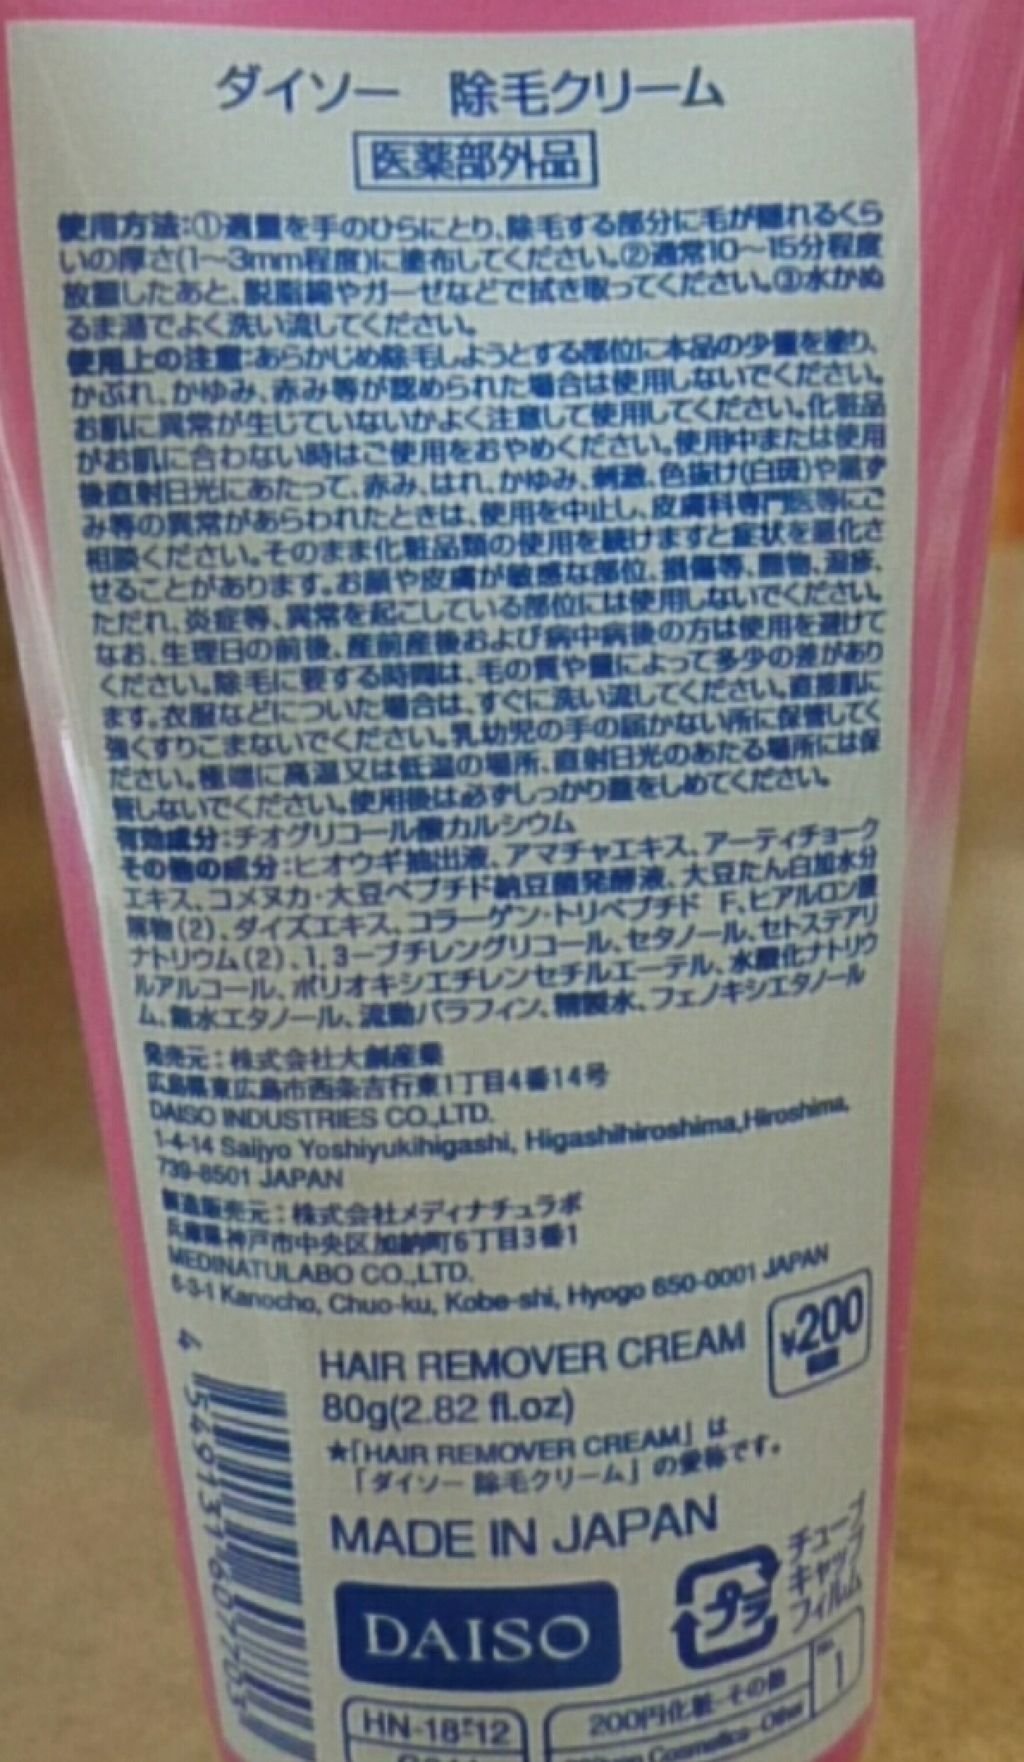 ダイソー 除毛クリーム
医薬部外品
使用方法:①適量を手のひらにとり、除毛する部分に毛が隠れるくら
いの厚さ(1〜3mm程度)に塗布してください。②通常10〜15分程度
放置したあと、脱脂綿やガーゼなどで拭き取ってください。③水かぬ
るま湯でよく洗い流してください。
使用上の注意:あらかじめ除毛しようとする部位に本品の少量を塗り、
かぶれ、かゆみ、赤み等が認められた場合は使用しないでください。
お肌に異常が生じていないかよく注意して使用してください。化粧品
がお肌に合わない時はご使用をおやめください。使用中または使用
後直射日光にあたって、赤み、はれ、かゆみ、刺激、色抜け(白斑)や黒ず
み等の異常があらわれたときは、使用を中止し、皮膚科専門医等にご
相談ください。そのまま化粧品類の使用を続けますと症状を悪化さ
せることがあります。お顔や皮膚が敏感な部位、損傷等、腫物、湿疹、
ただれ、炎症等、異常を起こしている部位には使用しないでください。
なお、生理日の前後、産前産後および病中病後の方は使用を避けて
ください。除毛に要する時間は、毛の質や量によって多少の差があり
ます。衣服などについた場合は、すぐに洗い流してください。直接肌に
強くすりこまないでください。乳幼児の手の届かない所に保管してく
ださい。極端に高温又は低温の場所、直射日光のあたる場所には保
管しないでください。使用後は必ずしっかり蓋をしめてください。
有効成分:チオグリコール酸カルシウム
その他の成分:ヒオウギ抽出液、アマチャエキス、アーティチョーク
エキス、コメヌカ・大豆ペプチド納豆菌発酵液、大豆たん白加水分
解物(2)、ダイズエキス、コラーゲン・トリペプチド F、ヒアルロン酸
ナトリウム(2)、1,3−ブチレングリコール、セタノール、セトステアリ
ルアルコール、ポリオキシエチレンセチルエーテル、水酸化ナトリウ
ム、無水エタノール、流動パラフィン、精製水、フェノキシエタノール
発売元:株式会社大創産業
広島県東広島市西条吉行東1丁目4番14号
DAISO INDUSTRIES CO.,LTD.
1-4-14 Saijyo Yoshiyukihigashi, Higashihiroshima,Hiroshima,
739-8501 JAPAN
製造販売元:株式会社メディナチュラボ
兵庫県神戸市中央区加納町6丁目3番1
MEDINATULABO CO.,LTD.
6-3-1 Kanocho, Chuo-ku, Kobe-shi, Hyogo 650-0001 JAPAN
¥200
HAIR REMOVER CREAM
80g(2.82 fl.oz)
★「HAIR REMOVER CREAM」は
「ダイソー 除毛クリーム」の愛称です。
MADE IN JAPAN
4 549131 607703
チューブ
キャップ
フィルム
プラ
DAISO
HN-18 12
200円化粧-その他
1